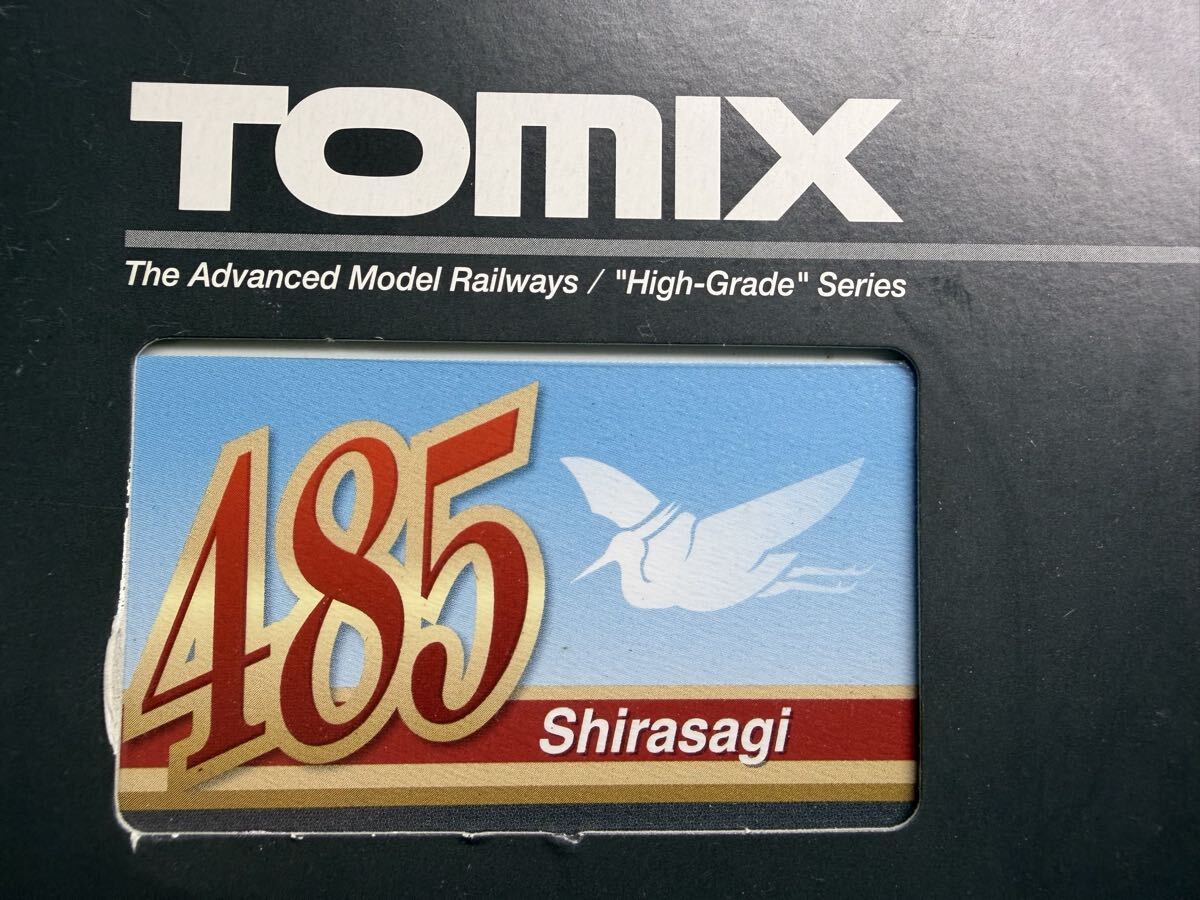 TOMIX
The Advanced Model Railways / "High-Grade" Series
485
Shirasagi